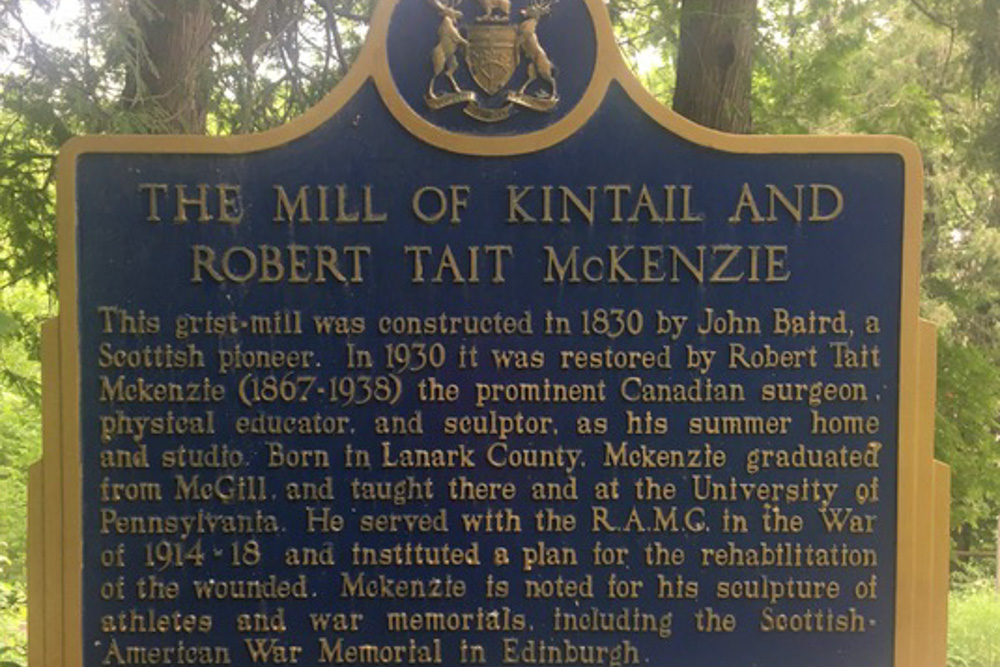 THE MILL OF KINTAIL AND
ROBERT TAIT McKENZIE
This grist-mill was constructed in 1830 by John Baird, a
Scottish pioneer. In 1930 it was restored by Robert Tait
Mckenzie (1867-1938) the prominent Canadian surgeon,
physical educator, and sculptor, as his summer home
and studio. Born in Lanark County, Mckenzie graduated
from McGill, and taught there and at the University of
Pennsylvania. He served with the R.A.M.C. in the War
of 1914-18 and instituted a plan for the rehabilitation
of the wounded. Mckenzie is noted for his sculpture of
athletes and war memorials, including the Scottish-
American War Memorial in Edinburgh.